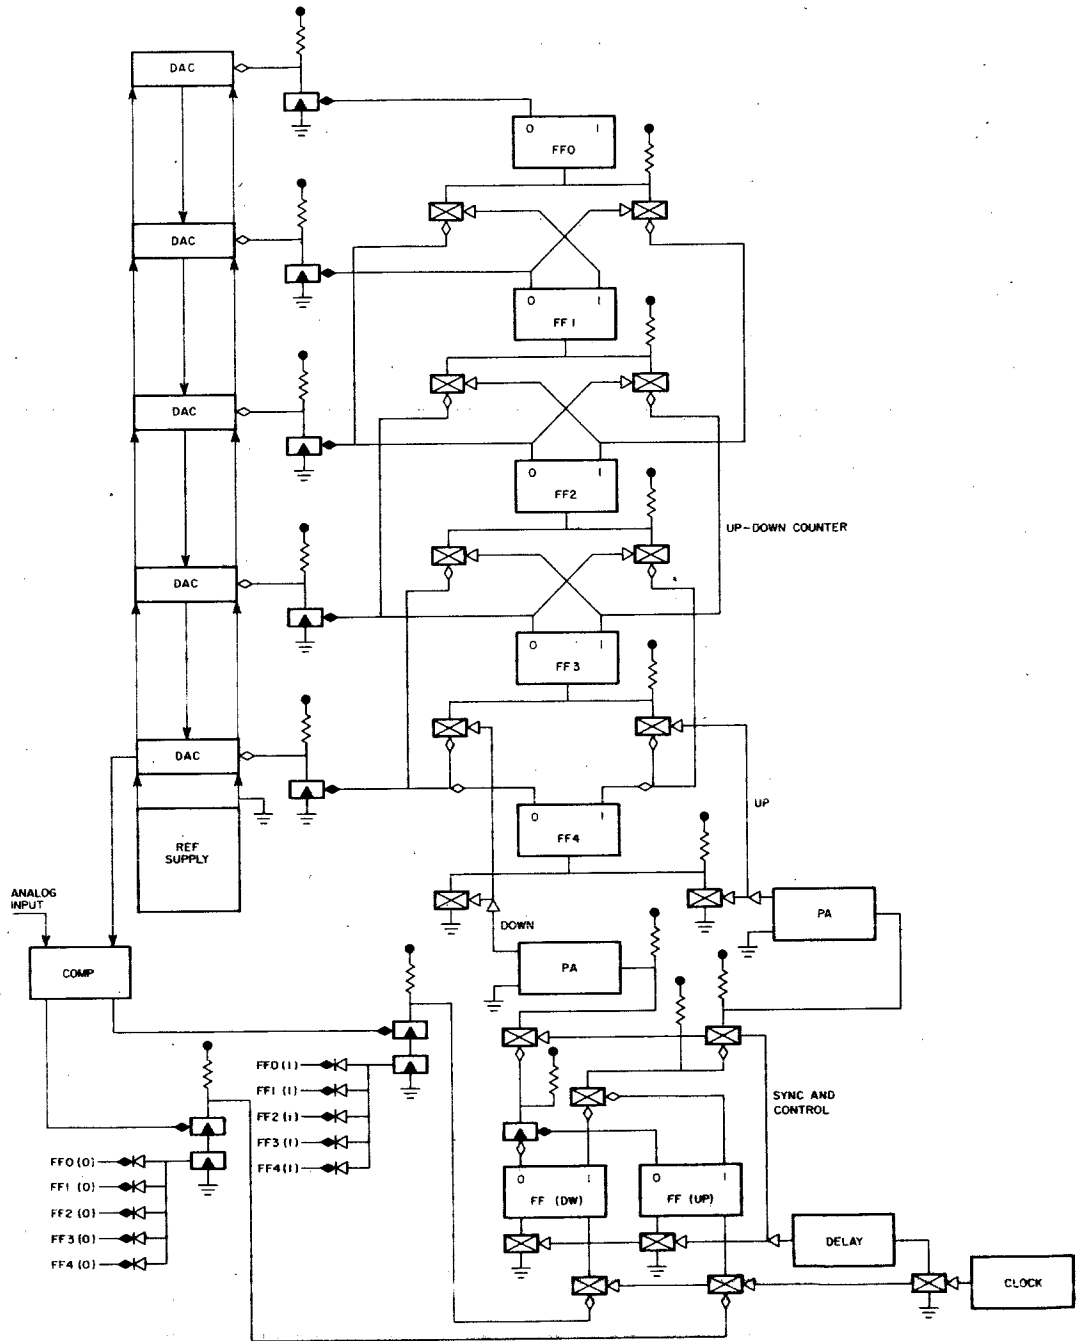 DAC
0 1
FF0
DAC
0 1
FF1
DAC
0 1
FF2
UP-DOWN COUNTER
DAC
0 1
FF3
DAC
0 1
FF4
UP
REF
SUPPLY
ANALOG
INPUT
PA
DOWN
COMP
PA
FF0(1)
FF1(1)
FF2(1)
FF3(1)
FF4(1)
SYNC AND
CONTROL
FF0(0)
FF1(0)
FF2(0)
FF3(0)
FF4(0)
0 1
FF (DW)
0 1
FF (UP)
DELAY
CLOCK